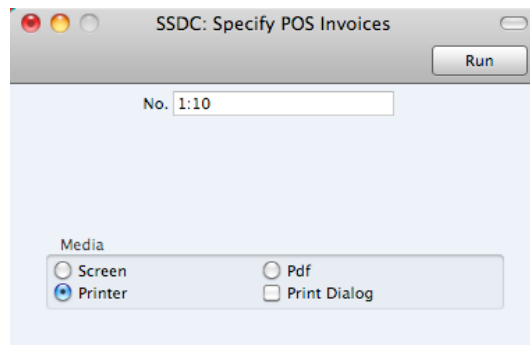 SSDC: Specify POS Invoices
Run
No. 1:10
Media
Screen Pdf
Printer Print Dialog